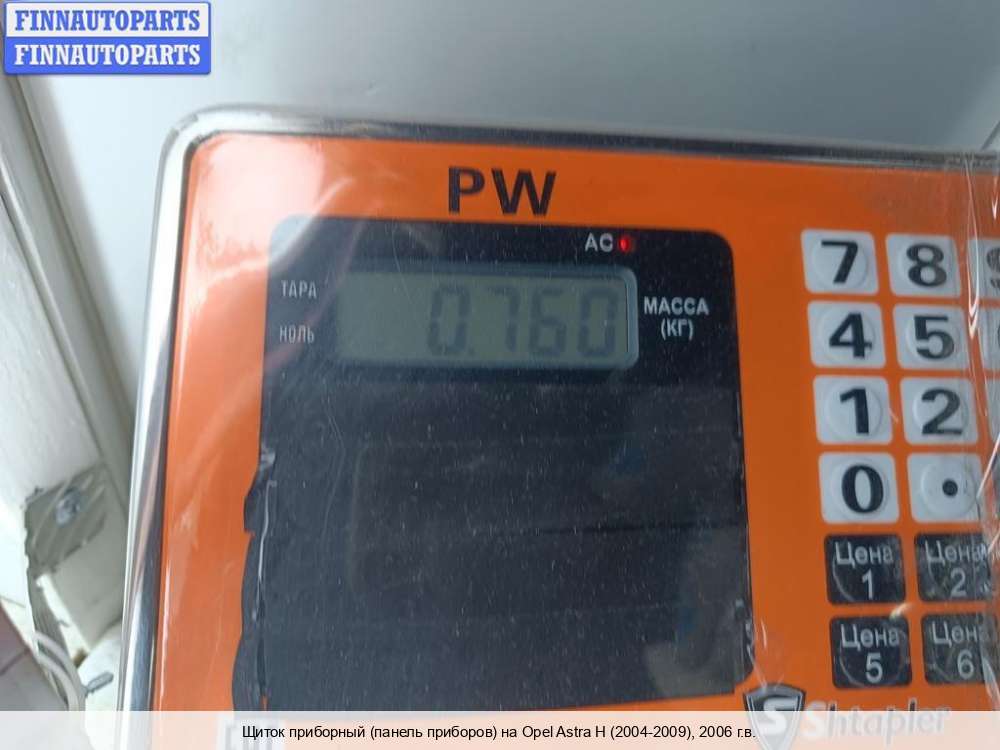 FINNAUTOPARTS
FINNAUTOPARTS
PW
AC
ТАРА
НОЛЬ
0.760
МАССА
(КГ)
7 8 9
4 5
1 2
0 .
Цена Цена
1 2
Цена Цена
5 6
S Shtapler
Щиток приборный (панель приборов) на Opel Astra H (2004-2009), 2006 г.в.